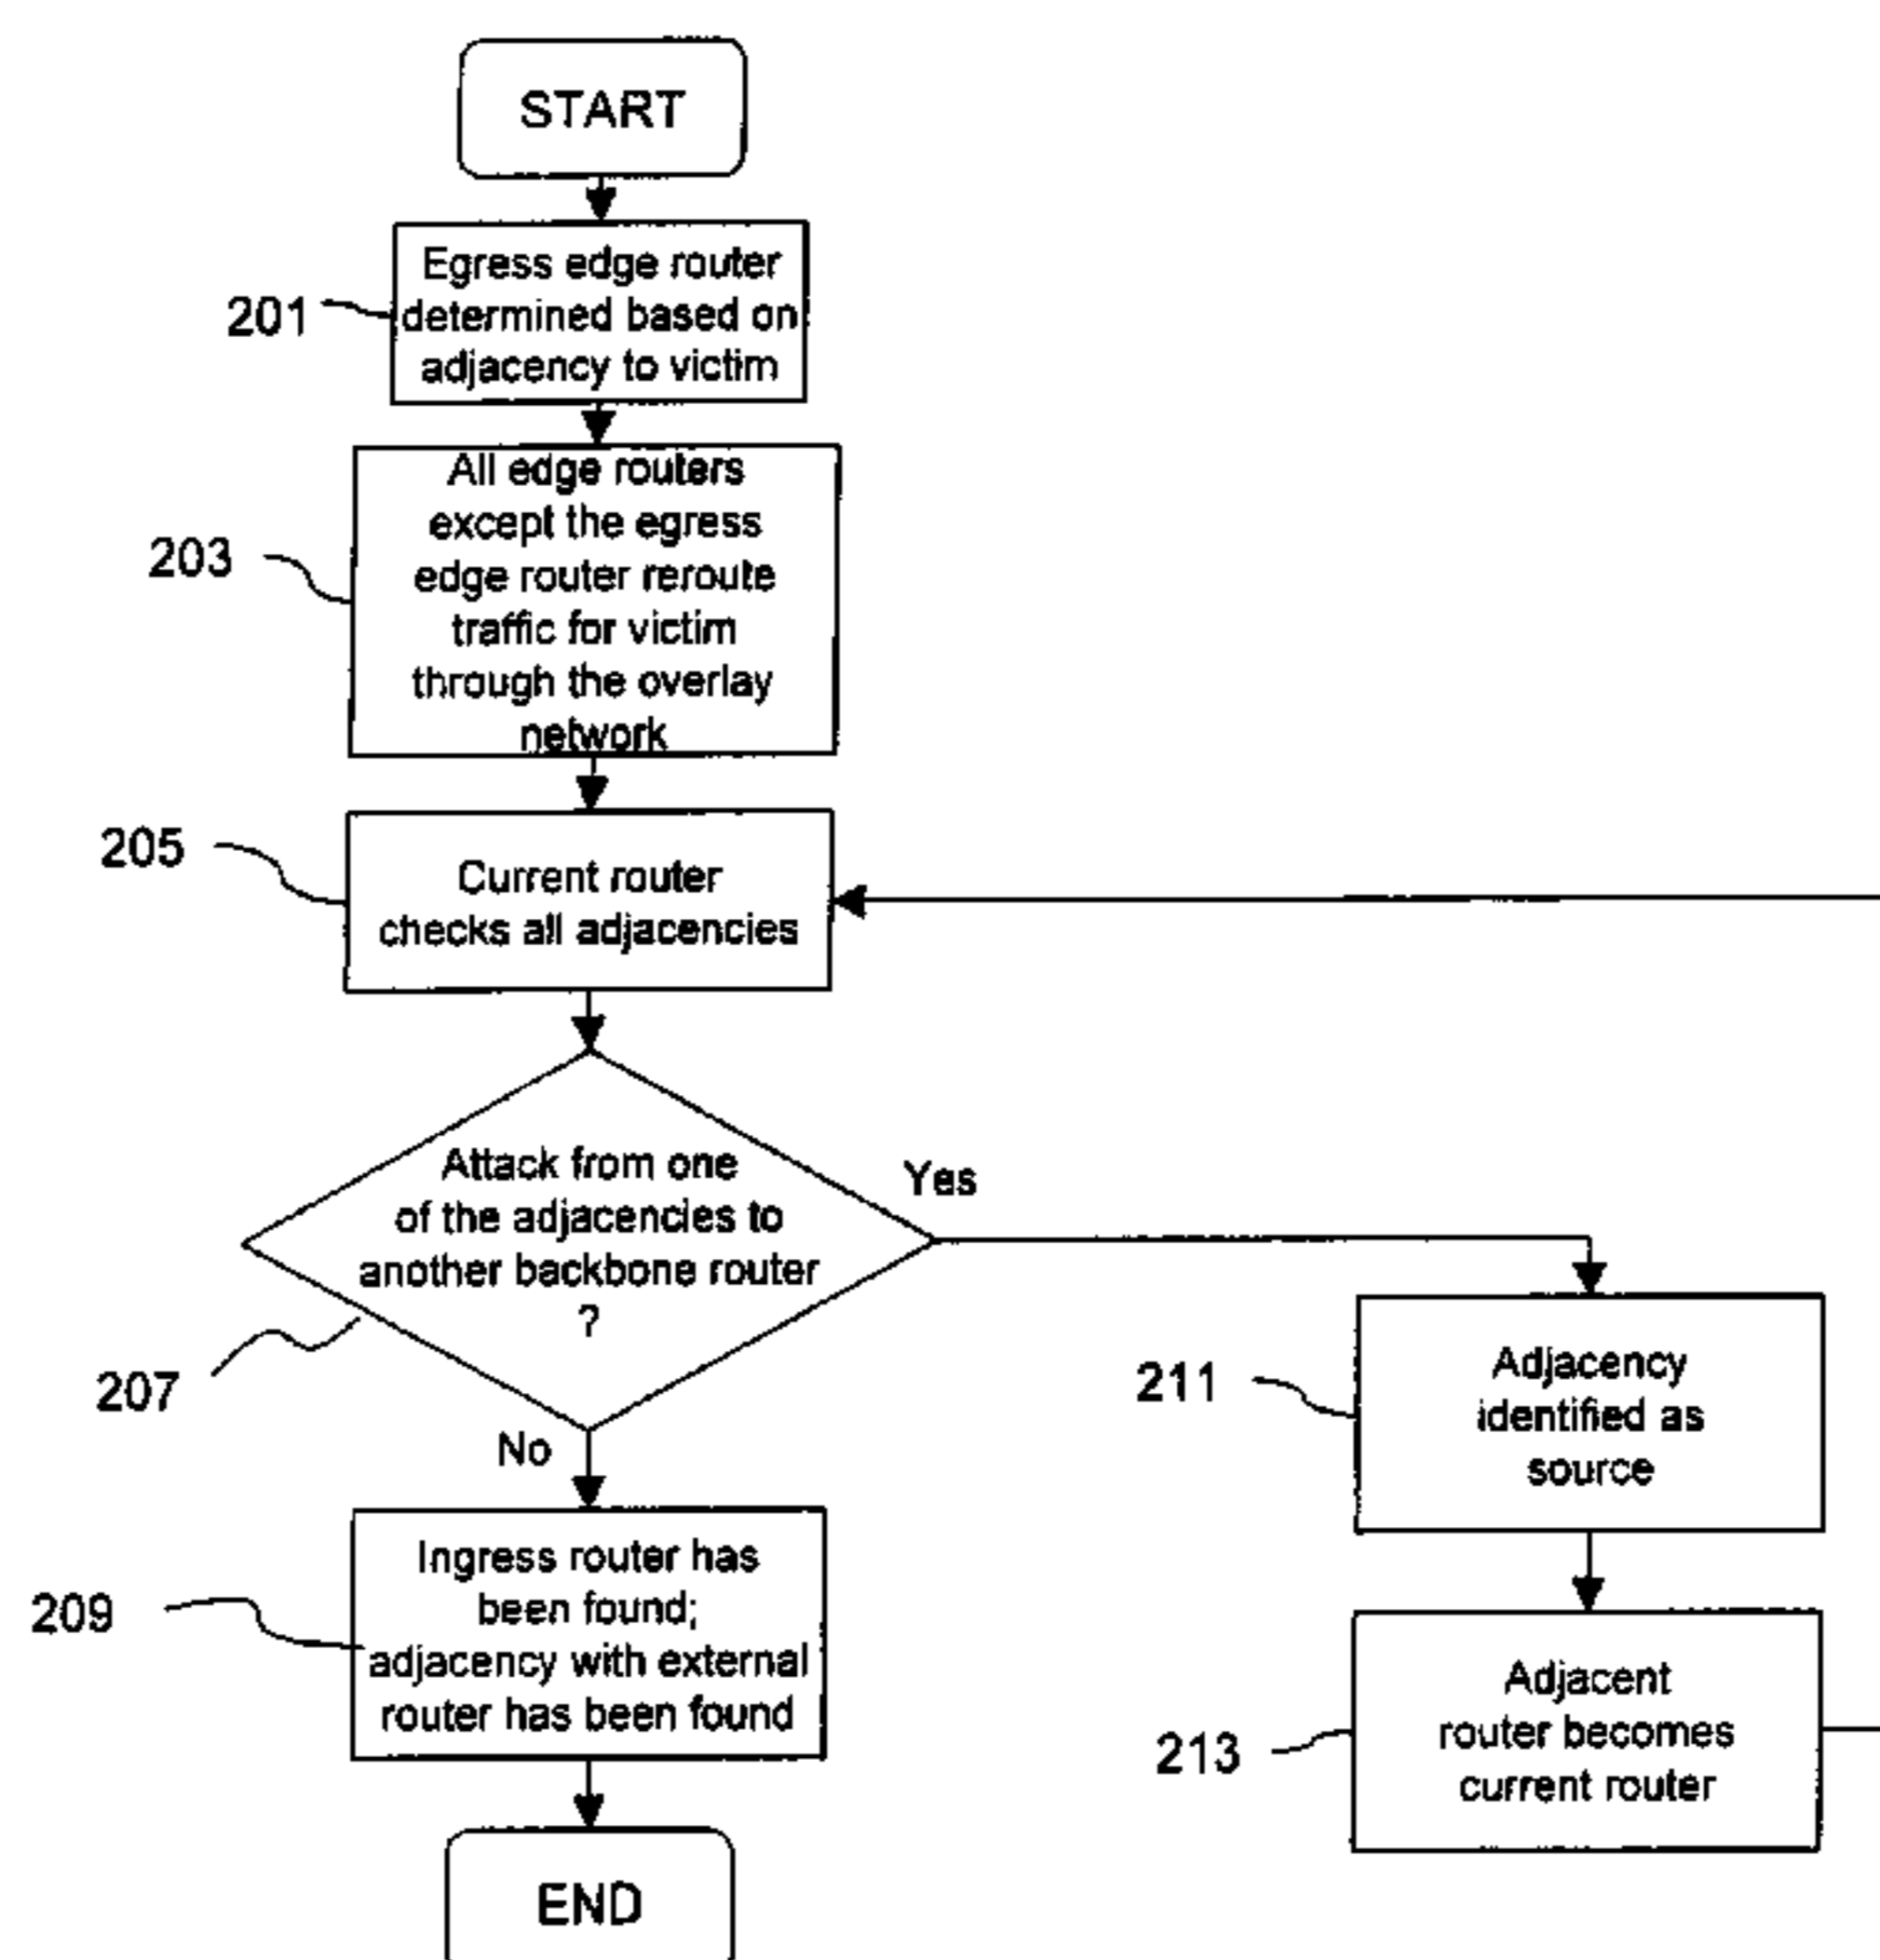 START
201
Egress edge router
determined based on
adjacency to victim
203
All edge routers
except the egress
edge router reroute
traffic for victim
through the overlay
network
205
Current router
checks all adjacencies
Attack from one
of the adjacencies to
another backbone router
?
Yes
207
No
211
Adjacency
identified as
source
209
Ingress router has
been found;
adjacency with external
router has been found
213
Adjacent
router becomes
current router
END